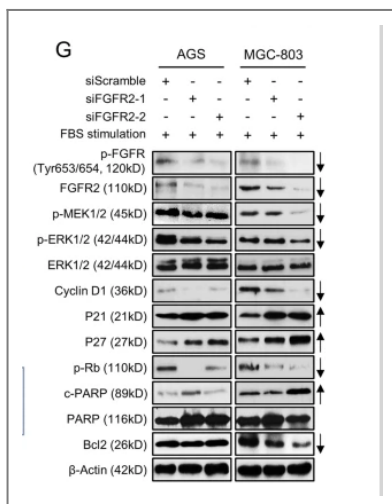 G
AGS MGC-803
siScramble + - - + - -
siFGFR2-1 - + - - + -
siFGFR2-2 - - + - - +
FBS stimulation + + + + + +
p-FGFR
(Tyr653/654, 120kD)
FGFR2 (110kD)
p-MEK1/2 (45kD)
p-ERK1/2 (42/44kD)
ERK1/2 (42/44kD)
Cyclin D1 (36kD)
P21 (21kD)
P27 (27kD)
p-Rb (110kD)
c-PARP (89kD)
PARP (116kD)
Bcl2 (26kD)
β-Actin (42kD)